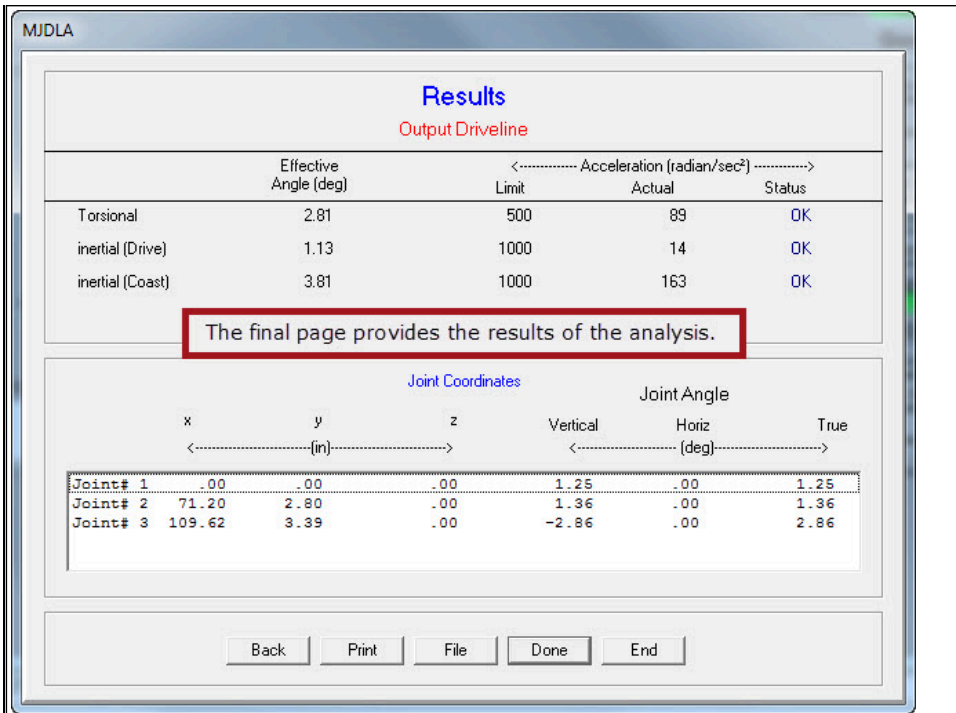 MJDLA
Results
Output Driveline
Effective <-------------- Acceleration (radian/sec²) ------------->
Angle (deg) Limit Actual Status
Torsional 2.81 500 89 OK
inertial (Drive) 1.13 1000 14 OK
inertial (Coast) 3.81 1000 163 OK
The final page provides the results of the analysis.
Joint Coordinates Joint Angle
x y z Vertical Horiz True
<-----------------------(in)-----------------------> <--------------------- (deg)---------------------->
Joint# 1 .00 .00 .00 1.25 .00 1.25
Joint# 2 71.20 2.80 .00 1.36 .00 1.36
Joint# 3 109.62 3.39 .00 -2.86 .00 2.86
Back Print File Done End